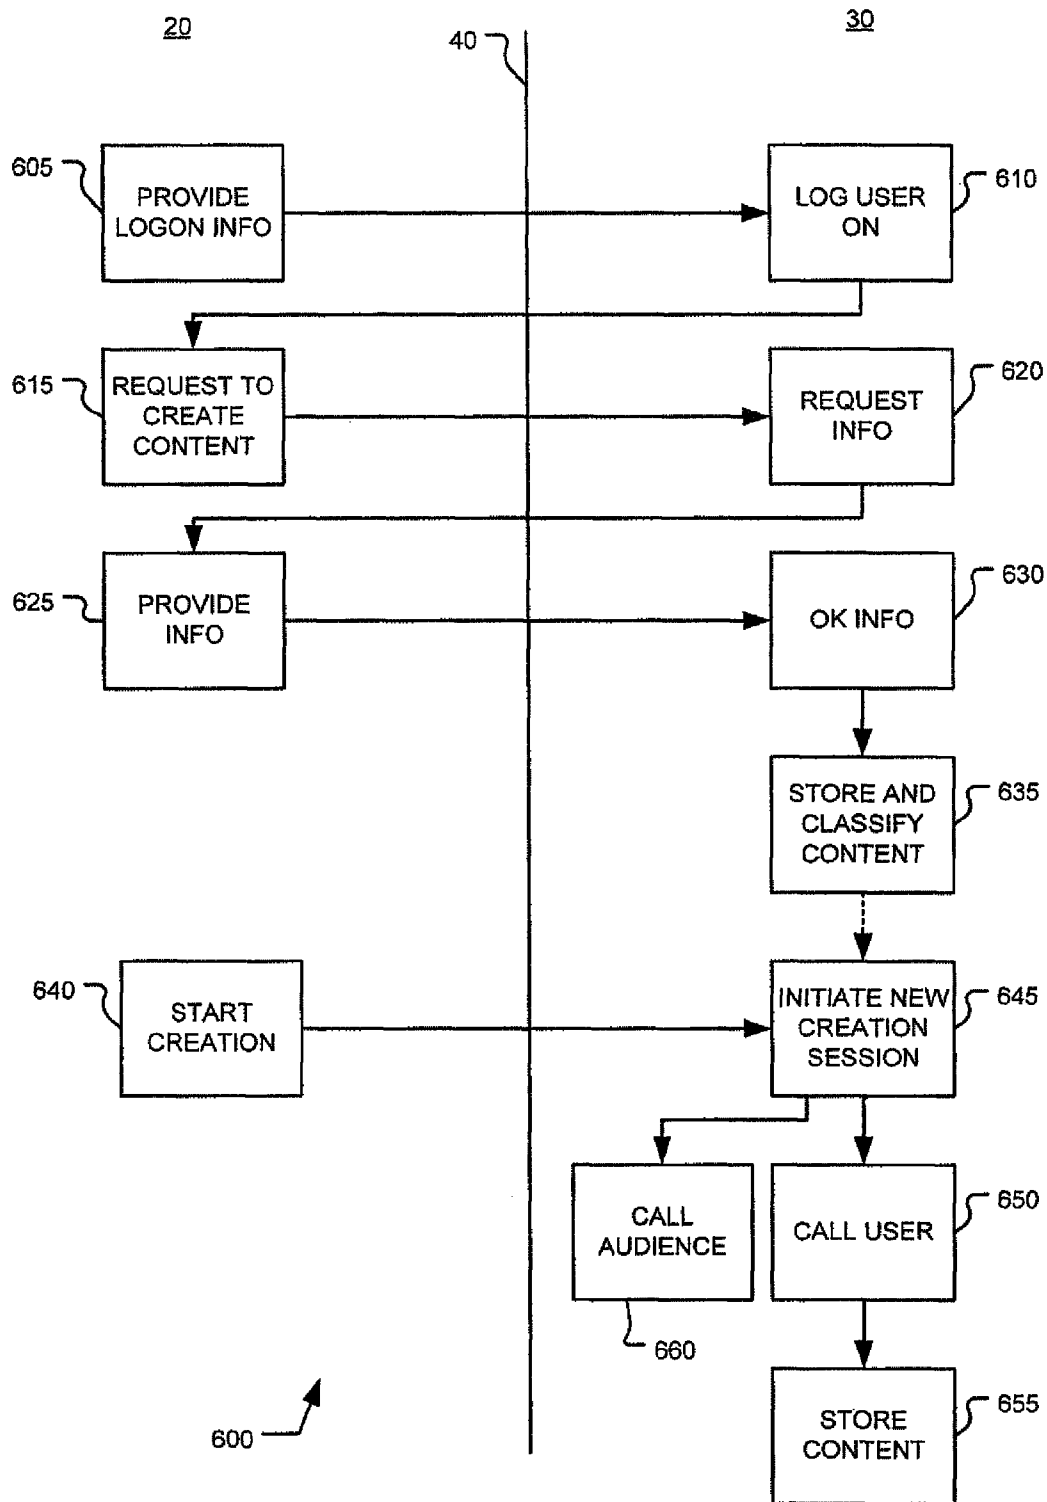 20
40
30
605
PROVIDE
LOGON INFO
LOG USER
ON
610
615
REQUEST TO
CREATE
CONTENT
REQUEST
INFO
620
625
PROVIDE
INFO
OK INFO
630
STORE AND
CLASSIFY
CONTENT
635
640
START
CREATION
INITIATE NEW
CREATION
SESSION
645
CALL
AUDIENCE
660
CALL USER
650
600
STORE
CONTENT
655